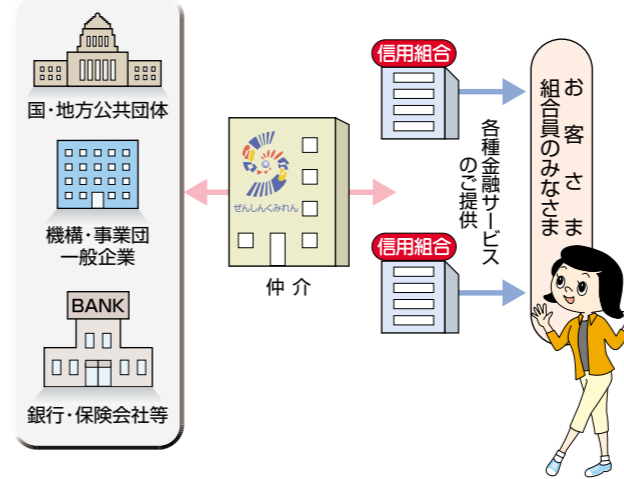 国・地方公共団体
機構・事業団
一般企業
BANK
銀行・保険会社等
ぜんしんくみれん
仲介
信用組合
信用組合
各種金融サービス
のご提供
お客さま
組合員のみなさま